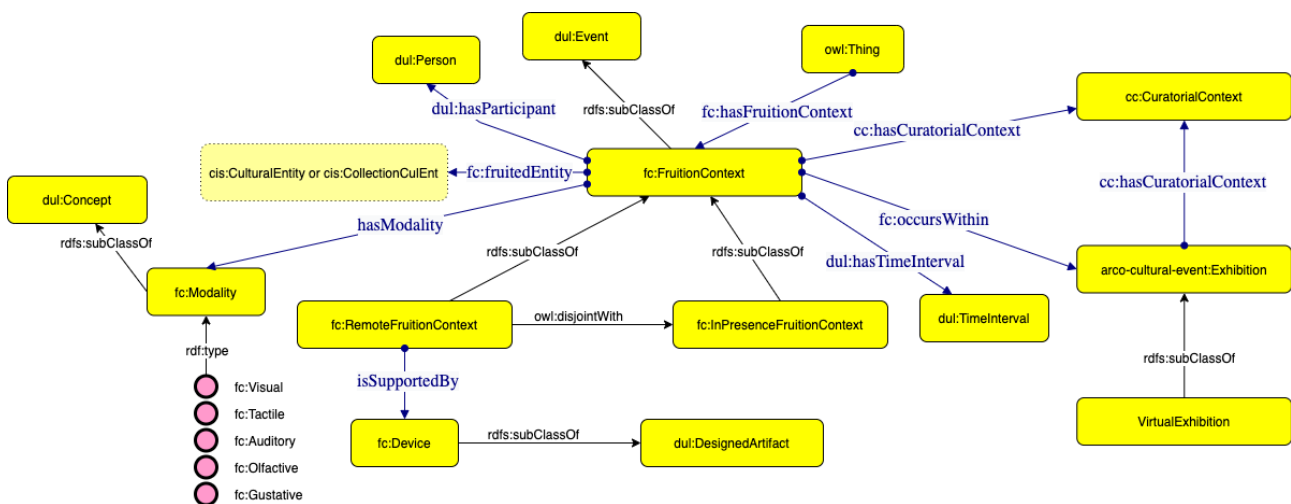 dul:Event
owl:Thing
dul:Person
cc:CuratorialContext
dul:hasParticipant
rdfs:subClassOf
fc:hasFruitionContext
cc:hasCuratorialContext
cis:CulturalEntity or cis:CollectionCulEnt
fc:fruitedEntity
fc:FruitionContext
cc:hasCuratorialContext
dul:Concept
hasModality
fc:occursWithin
rdfs:subClassOf
rdfs:subClassOf
rdfs:subClassOf
dul:hasTimeInterval
arco-cultural-event:Exhibition
fc:Modality
fc:RemoteFruitionContext
owl:disjointWith
fc:InPresenceFruitionContext
dul:TimeInterval
rdf:type
rdfs:subClassOf
isSupportedBy
fc:Visual
fc:Tactile
fc:Auditory
fc:Olfactive
fc:Gustative
fc:Device
rdfs:subClassOf
dul:DesignedArtifact
VirtualExhibition